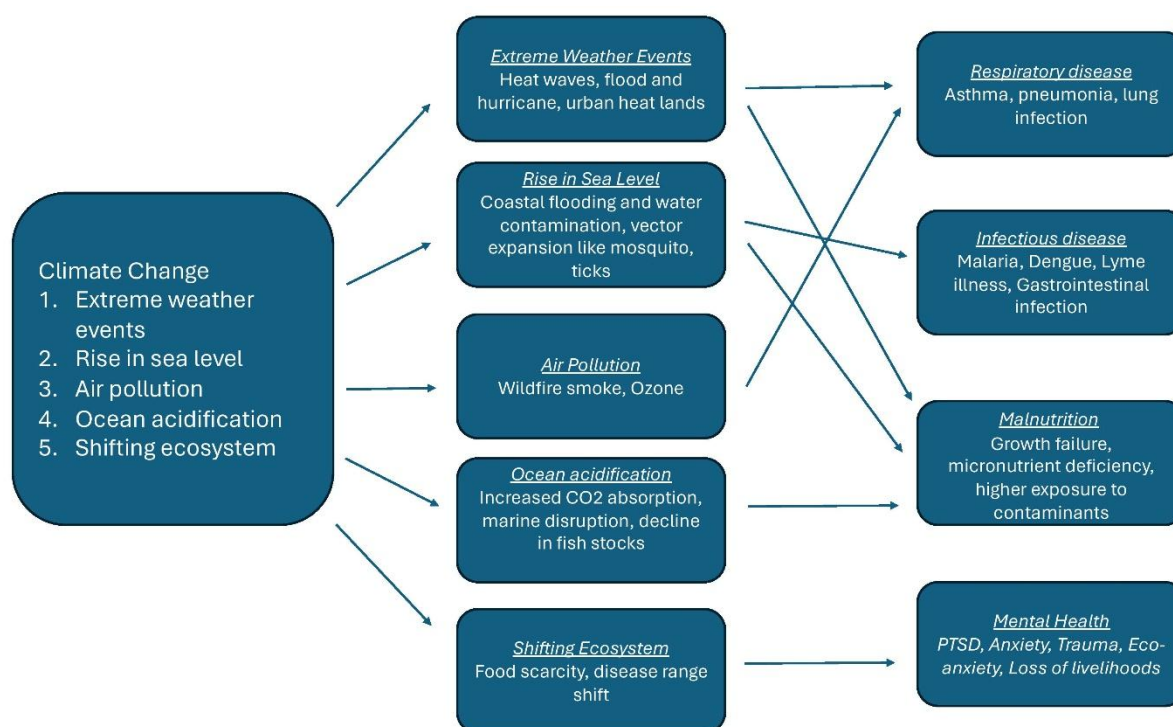 Climate Change
1. Extreme weather
events
2. Rise in sea level
3. Air pollution
4. Ocean acidification
5. Shifting ecosystem
Extreme Weather Events
Heat waves, flood and
hurricane, urban heat lands
Rise in Sea Level
Coastal flooding and water
contamination, vector
expansion like mosquito,
ticks
Air Pollution
Wildfire smoke, Ozone
Ocean acidification
Increased CO2 absorption,
marine disruption, decline
in fish stocks
Shifting Ecosystem
Food scarcity, disease range
shift
Respiratory disease
Asthma, pneumonia, lung
infection
Infectious disease
Malaria, Dengue, Lyme
illness, Gastrointestinal
infection
Malnutrition
Growth failure,
micronutrient deficiency,
higher exposure to
contaminants
Mental Health
PTSD, Anxiety, Trauma, Eco-
anxiety, Loss of livelihoods